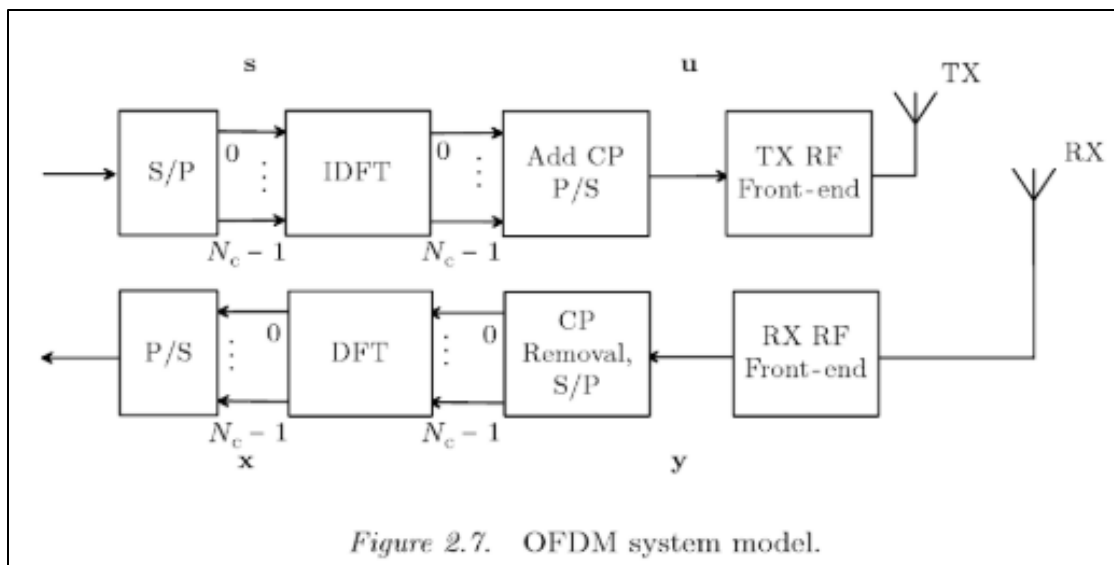 s
u
TX
RX
S/P
0
⋮
N_c − 1
IDFT
0
⋮
N_c − 1
Add CP
P/S
TX RF
Front-end
P/S
0
⋮
N_c − 1
DFT
0
⋮
N_c − 1
CP
Removal,
S/P
RX RF
Front-end
x
y
Figure 2.7. OFDM system model.